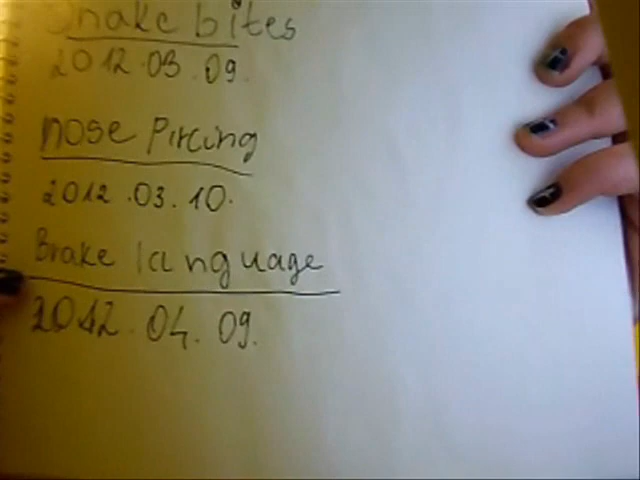 Snake bites
2012.03.09.
nose Pircing
2012.03.10.
Brake language
2012.04.09.